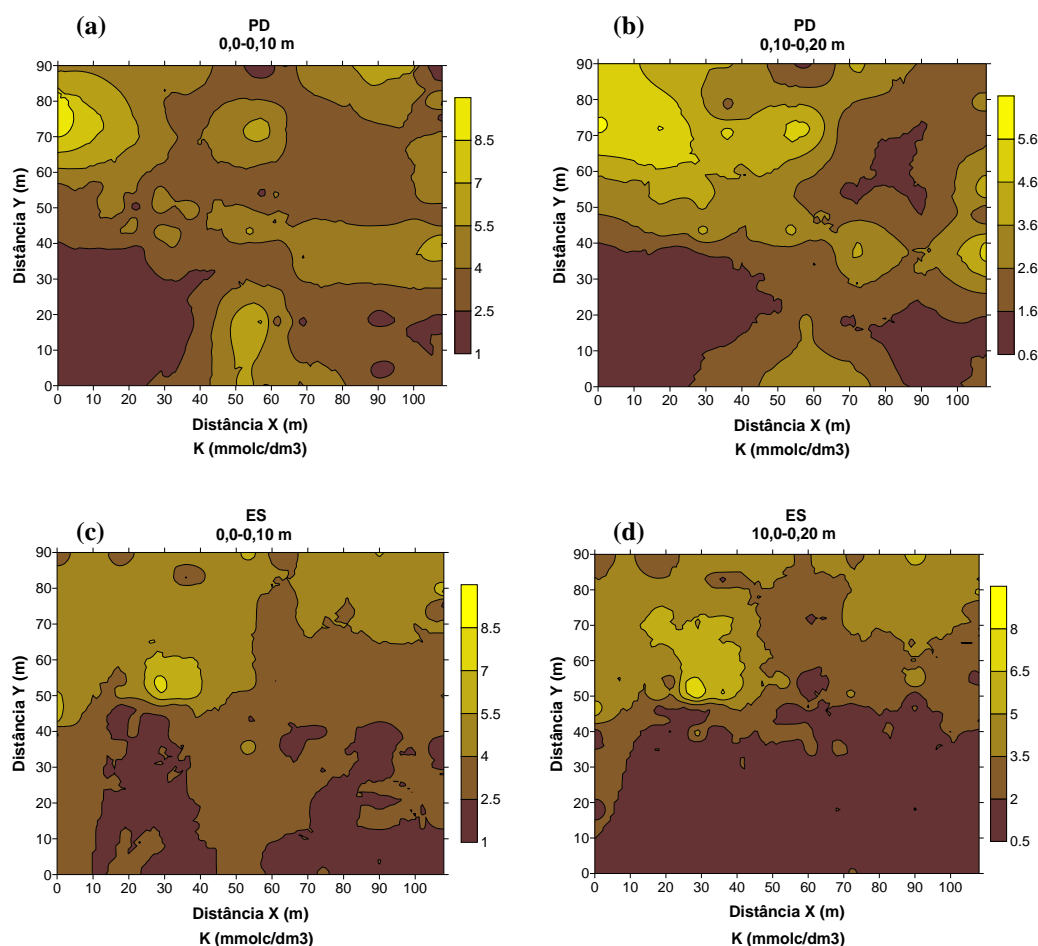 (a)
PD
0,0-0,10 m
90
80
70
60
50
40
30
20
10
0
Distância Y (m)
0 10 20 30 40 50 60 70 80 90 100
Distância X (m)
K (mmolc/dm3)
8.5
7
5.5
4
2.5
1
(b)
PD
0,10-0,20 m
90
80
70
60
50
40
30
20
10
0
Distância Y (m)
0 10 20 30 40 50 60 70 80 90 100
Distância X (m)
K (mmolc/dm3)
5.6
4.6
3.6
2.6
1.6
0.6
(c)
ES
0,0-0,10 m
90
80
70
60
50
40
30
20
10
0
Distância Y (m)
0 10 20 30 40 50 60 70 80 90 100
Distância X (m)
K (mmolc/dm3)
8.5
7
5.5
4
2.5
1
(d)
ES
10,0-0,20 m
90
80
70
60
50
40
30
20
10
0
Distância Y (m)
0 10 20 30 40 50 60 70 80 90 100
Distância X (m)
K (mmolc/dm3)
8
6.5
5
3.5
2
0.5